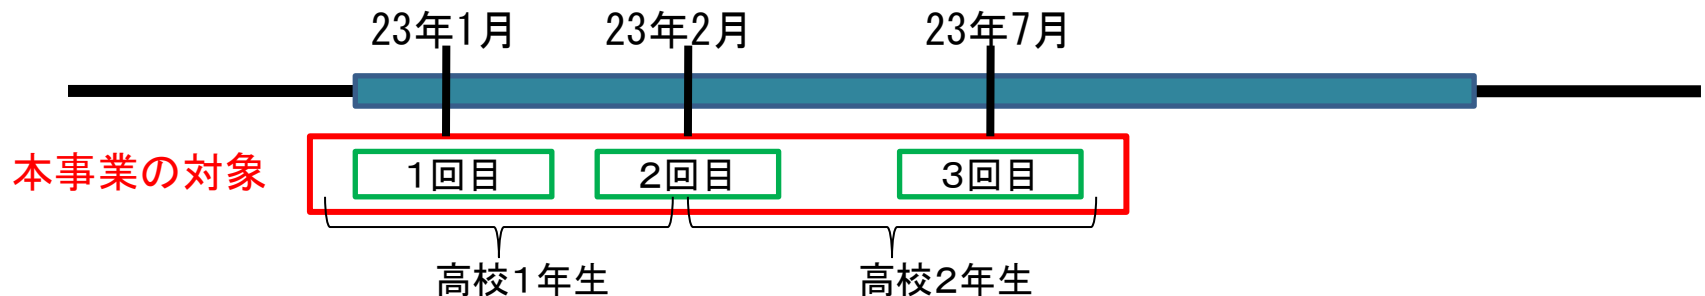 23年1月 23年2月 23年7月
本事業の対象 1回目 2回目 3回目
高校1年生 高校2年生